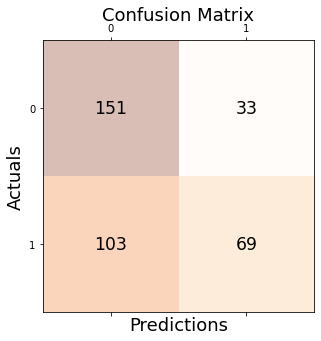 Confusion Matrix
0 1
Actuals
0 151 33
1 103 69
Predictions